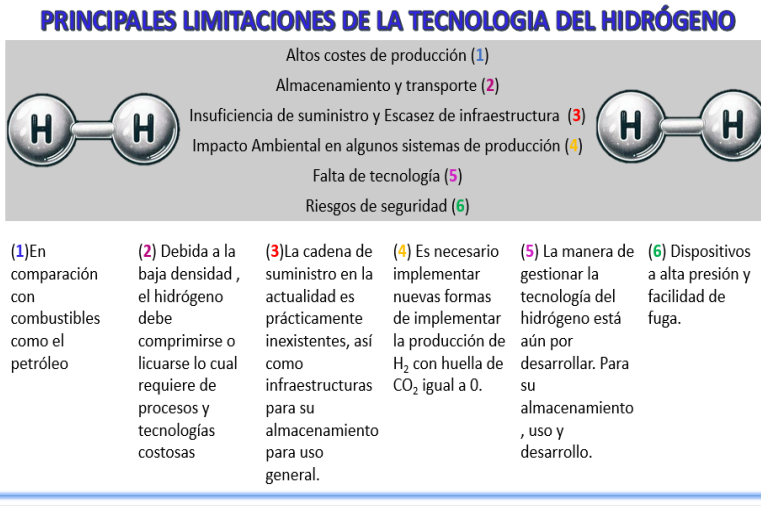 PRINCIPALES LIMITACIONES DE LA TECNOLOGIA DEL HIDRÓGENO
Altos costes de producción (1)
Almacenamiento y transporte (2)
Insuficiencia de suministro y Escasez de infraestructura (3)
Impacto Ambiental en algunos sistemas de producción (4)
Falta de tecnología (5)
Riesgos de seguridad (6)
H H
H H
(1)En
comparación
con
combustibles
como el
petróleo
(2) Debida a la
baja densidad ,
el hidrógeno
debe
comprimirse o
licuarse lo cual
requiere de
procesos y
tecnologías
costosas
(3)La cadena de
suministro en la
actualidad es
prácticamente
inexistentes, así
como
infraestructuras
para su
almacenamiento
para uso
general.
(4) Es necesario
implementar
nuevas formas
de implementar
la producción de
H₂ con huella de
CO₂ igual a 0.
(5) La manera de
gestionar la
tecnología del
hidrógeno está
aún por
desarrollar. Para
su
almacenamiento
, uso y
desarrollo.
(6) Dispositivos
a alta presión y
facilidad de
fuga.